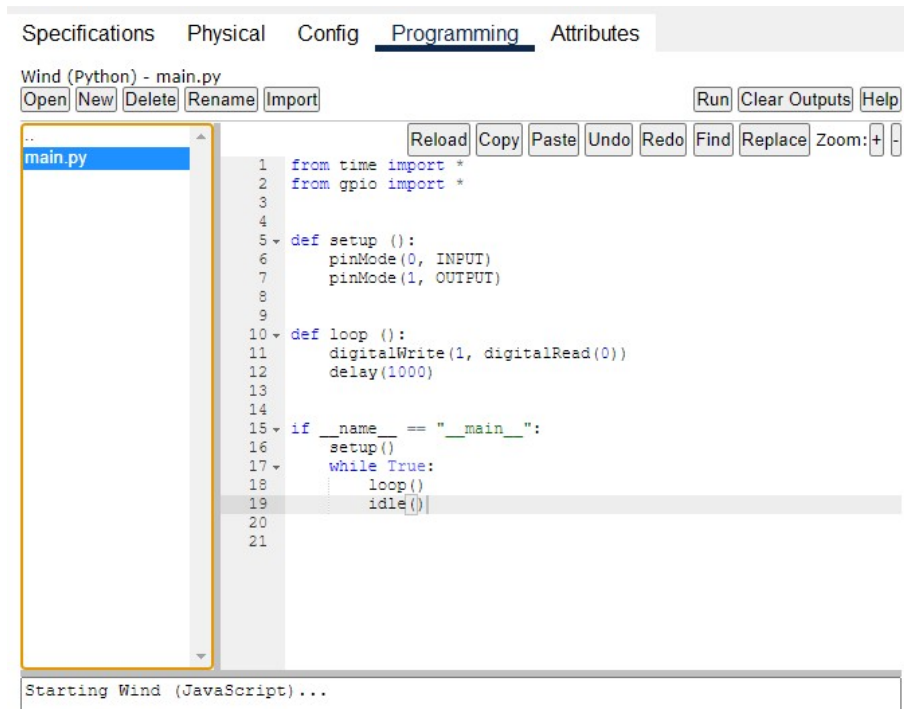 Specifications Physical Config Programming Attributes
Wind (Python) - main.py
Open New Delete Rename Import Run Clear Outputs Help
Reload Copy Paste Undo Redo Find Replace Zoom: + -
..
main.py
1 from time import *
2 from gpio import *
3
4
5 def setup ():
6     pinMode(0, INPUT)
7     pinMode(1, OUTPUT)
8
9
10 def loop ():
11     digitalWrite(1, digitalRead(0))
12     delay(1000)
13
14
15 if __name__ == "__main__":
16     setup()
17     while True:
18         loop()
19         idle()
20
21
Starting Wind (JavaScript)...